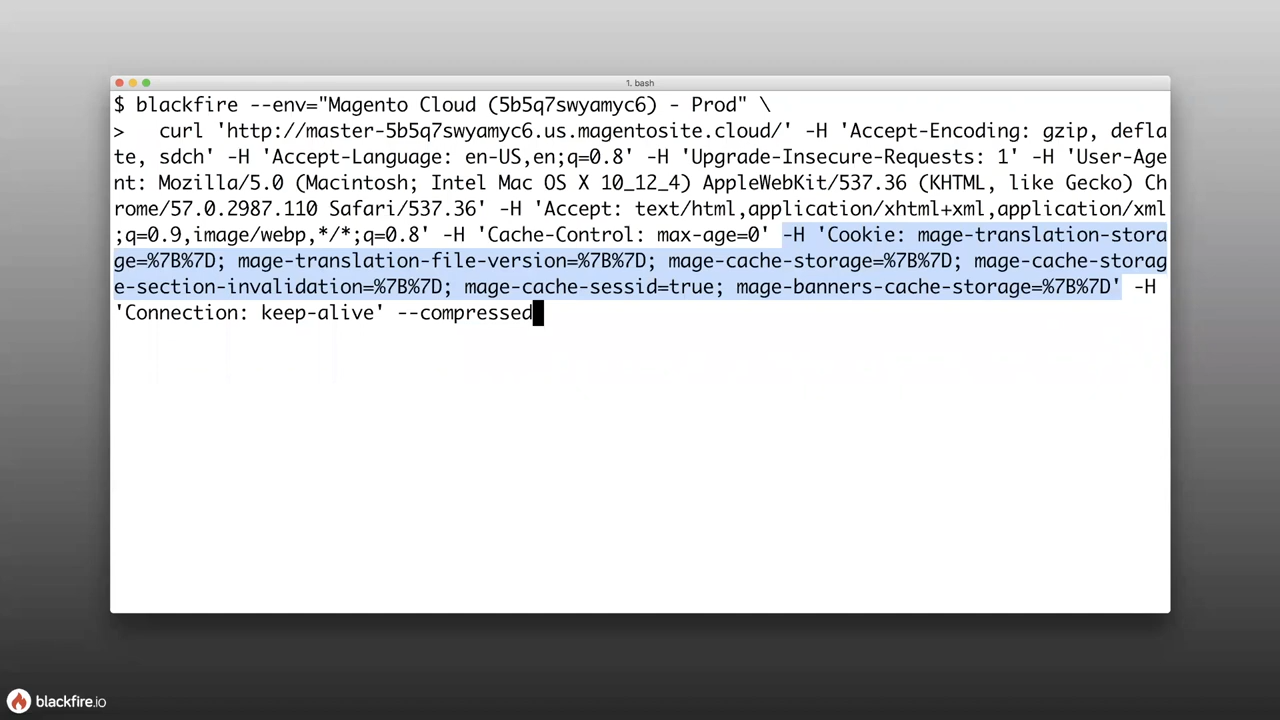 1. bash
$ blackfire --env="Magento Cloud (5b5q7swyamyc6) - Prod" \
>   curl 'http://master-5b5q7swyamyc6.us.magentosite.cloud/' -H 'Accept-Encoding: gzip, defla
te, sdch' -H 'Accept-Language: en-US,en;q=0.8' -H 'Upgrade-Insecure-Requests: 1' -H 'User-Age
nt: Mozilla/5.0 (Macintosh; Intel Mac OS X 10_12_4) AppleWebKit/537.36 (KHTML, like Gecko) Ch
rome/57.0.2987.110 Safari/537.36' -H 'Accept: text/html,application/xhtml+xml,application/xml
;q=0.9,image/webp,*/*;q=0.8' -H 'Cache-Control: max-age=0' -H 'Cookie: mage-translation-stora
ge=%7B%7D; mage-translation-file-version=%7B%7D; mage-cache-storage=%7B%7D; mage-cache-storag
e-section-invalidation=%7B%7D; mage-cache-sessid=true; mage-banners-cache-storage=%7B%7D' -H
'Connection: keep-alive' --compressed
blackfire.io